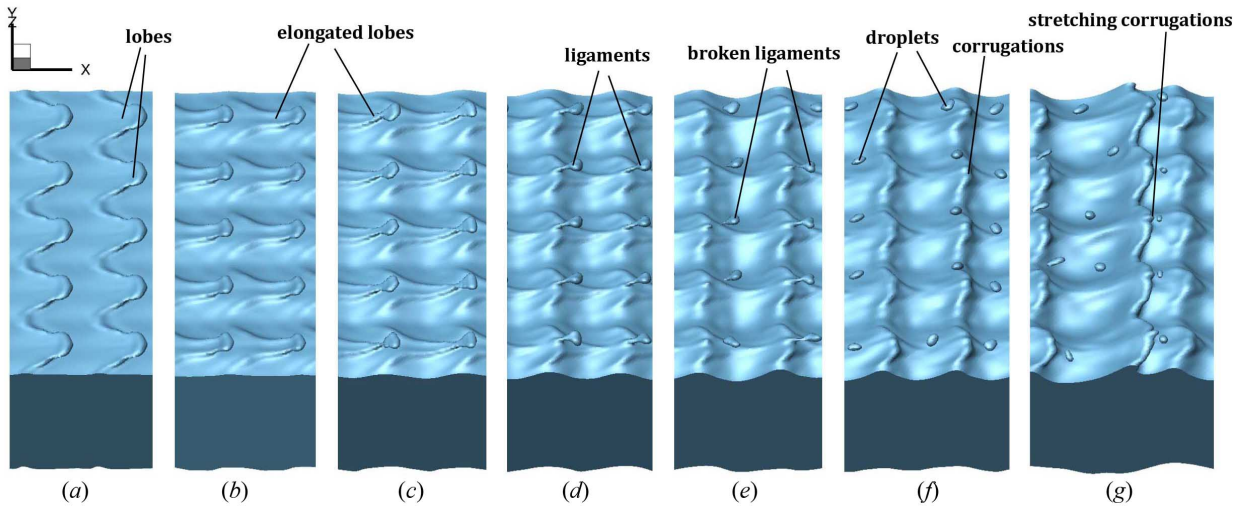 Y
Z
X
lobes
elongated lobes
ligaments
broken ligaments
droplets
corrugations
stretching corrugations
(a)
(b)
(c)
(d)
(e)
(f)
(g)